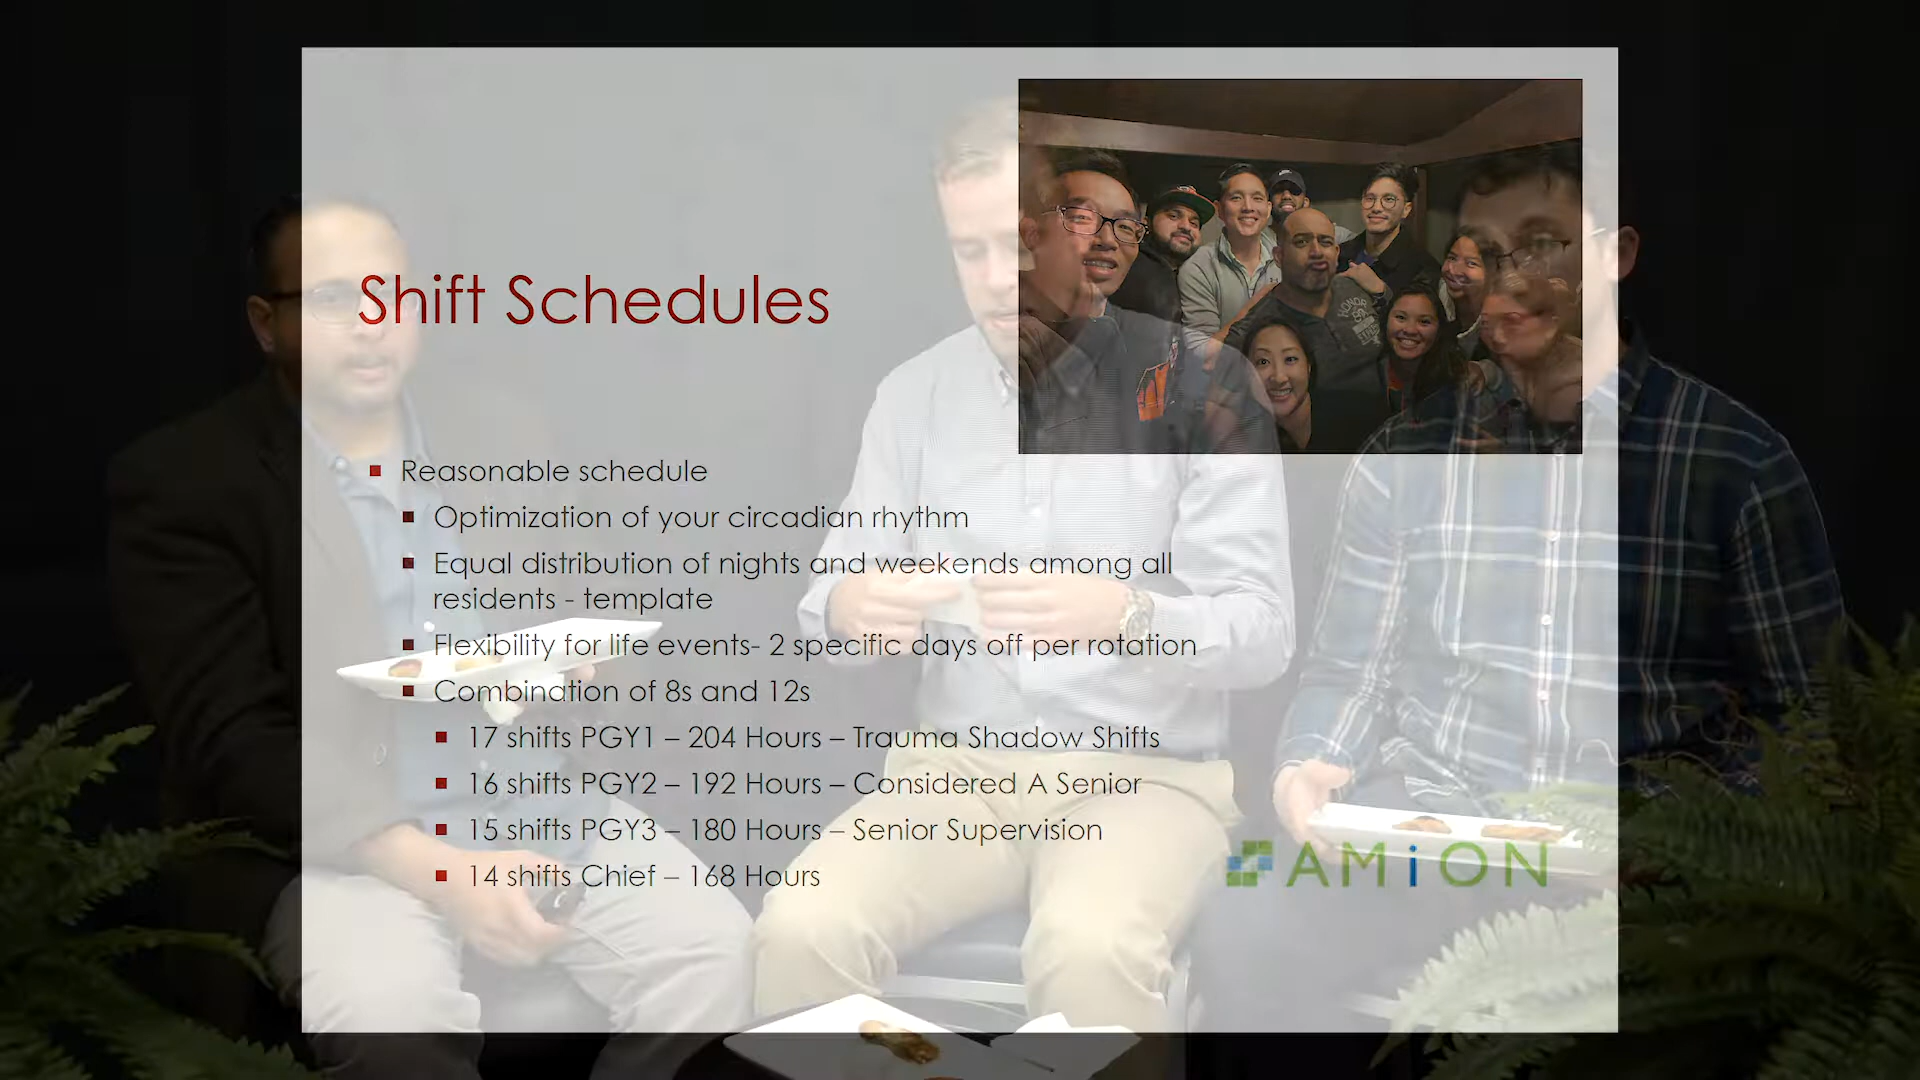 Shift Schedules
Reasonable schedule
Optimization of your circadian rhythm
Equal distribution of nights and weekends among all
residents - template
Flexibility for life events- 2 specific days off per rotation
Combination of 8s and 12s
17 shifts PGY1 – 204 Hours – Trauma Shadow Shifts
16 shifts PGY2 – 192 Hours – Considered A Senior
15 shifts PGY3 – 180 Hours – Senior Supervision
14 shifts Chief – 168 Hours
AMiON